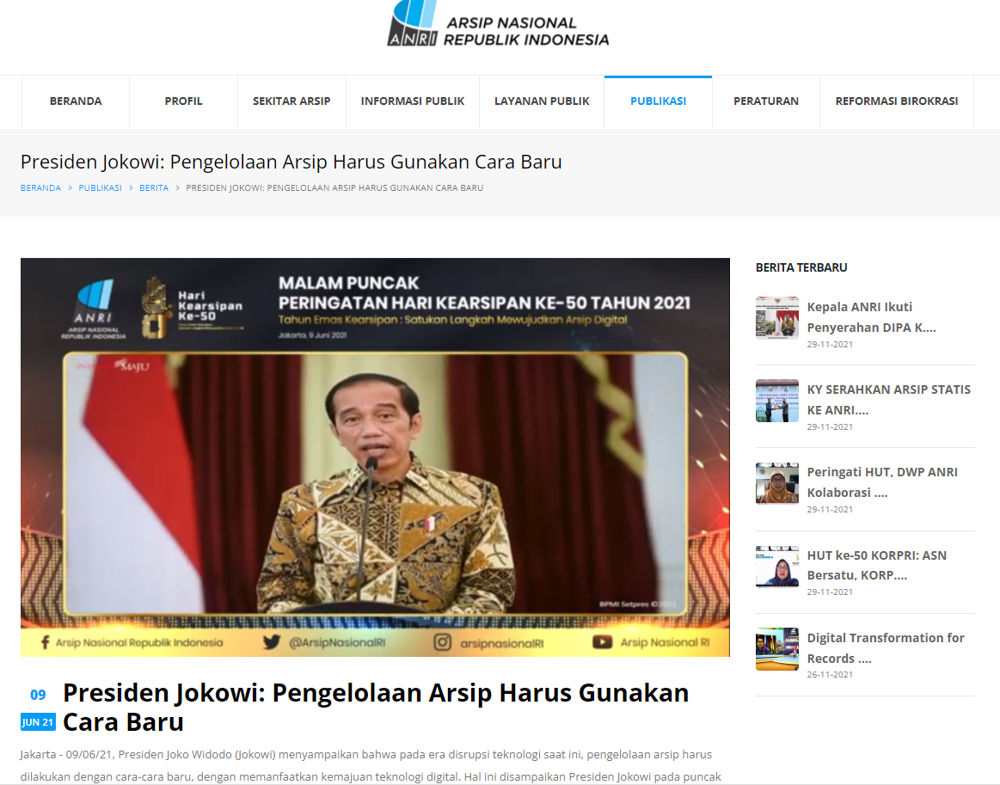 ANRI
ARSIP NASIONAL
REPUBLIK INDONESIA
BERANDA
PROFIL
SEKITAR ARSIP
INFORMASI PUBLIK
LAYANAN PUBLIK
PUBLIKASI
PERATURAN
REFORMASI BIROKRASI
Presiden Jokowi: Pengelolaan Arsip Harus Gunakan Cara Baru
BERANDA > PUBLIKASI > BERITA > PRESIDEN JOKOWI: PENGELOLAAN ARSIP HARUS GUNAKAN CARA BARU
ANRI
ARSIP NASIONAL
REPUBLIK INDONESIA
Hari
Kearsipan
Ke-50
MALAM PUNCAK
PERINGATAN HARI KEARSIPAN KE-50 TAHUN 2021
Tahun Emas Kearsipan : Satukan Langkah Mewujudkan Arsip Digital
Jakarta, 9 Juni 2021
MAJU
BPMI Setpres ©2021
Arsip Nasional Republik Indonesia
@ArsipNasionalRI
arsipnasionalRI
Arsip Nasional RI
09
JUN 21
Presiden Jokowi: Pengelolaan Arsip Harus Gunakan
Cara Baru
Jakarta - 09/06/21, Presiden Joko Widodo (Jokowi) menyampaikan bahwa pada era disrupsi teknologi saat ini, pengelolaan arsip harus
dilakukan dengan cara-cara baru, dengan memanfaatkan kemajuan teknologi digital. Hal ini disampaikan Presiden Jokowi pada puncak
BERITA TERBARU
Kepala ANRI Ikuti
Penyerahan DIPA K....
29-11-2021
KY SERAHKAN ARSIP STATIS
KE ANRI....
29-11-2021
Peringati HUT, DWP ANRI
Kolaborasi ....
29-11-2021
HUT ke-50 KORPRI: ASN
Bersatu, KORP....
29-11-2021
Digital Transformation for
Records ....
26-11-2021